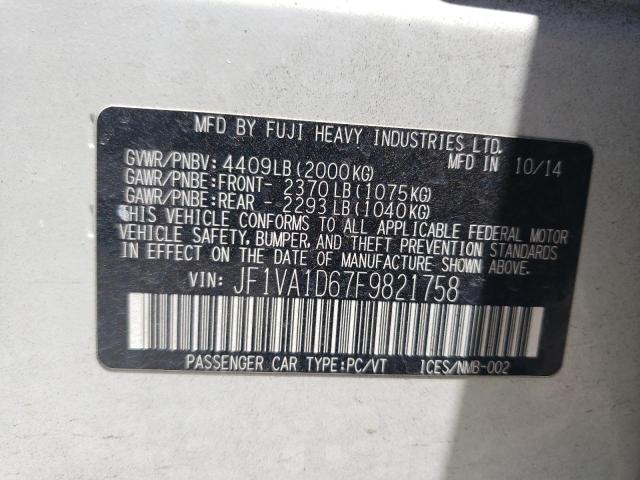 MFD BY FUJI HEAVY INDUSTRIES LTD.
MFD IN 10/14
GVWR/PNBV: 4409LB(2000KG)
GAWR/PNBE:FRONT- 2370LB(1075KG)
GAWR/PNBE:REAR - 2293LB(1040KG)
THIS VEHICLE CONFORMS TO ALL APPLICABLE FEDERAL MOTOR
VEHICLE SAFETY, BUMPER, AND THEFT PREVENTION STANDARDS
IN EFFECT ON THE DATE OF MANUFACTURE SHOWN ABOVE.
VIN: JF1VA1D67F9821758
PASSENGER CAR TYPE:PC/VT ICES/NMB-002